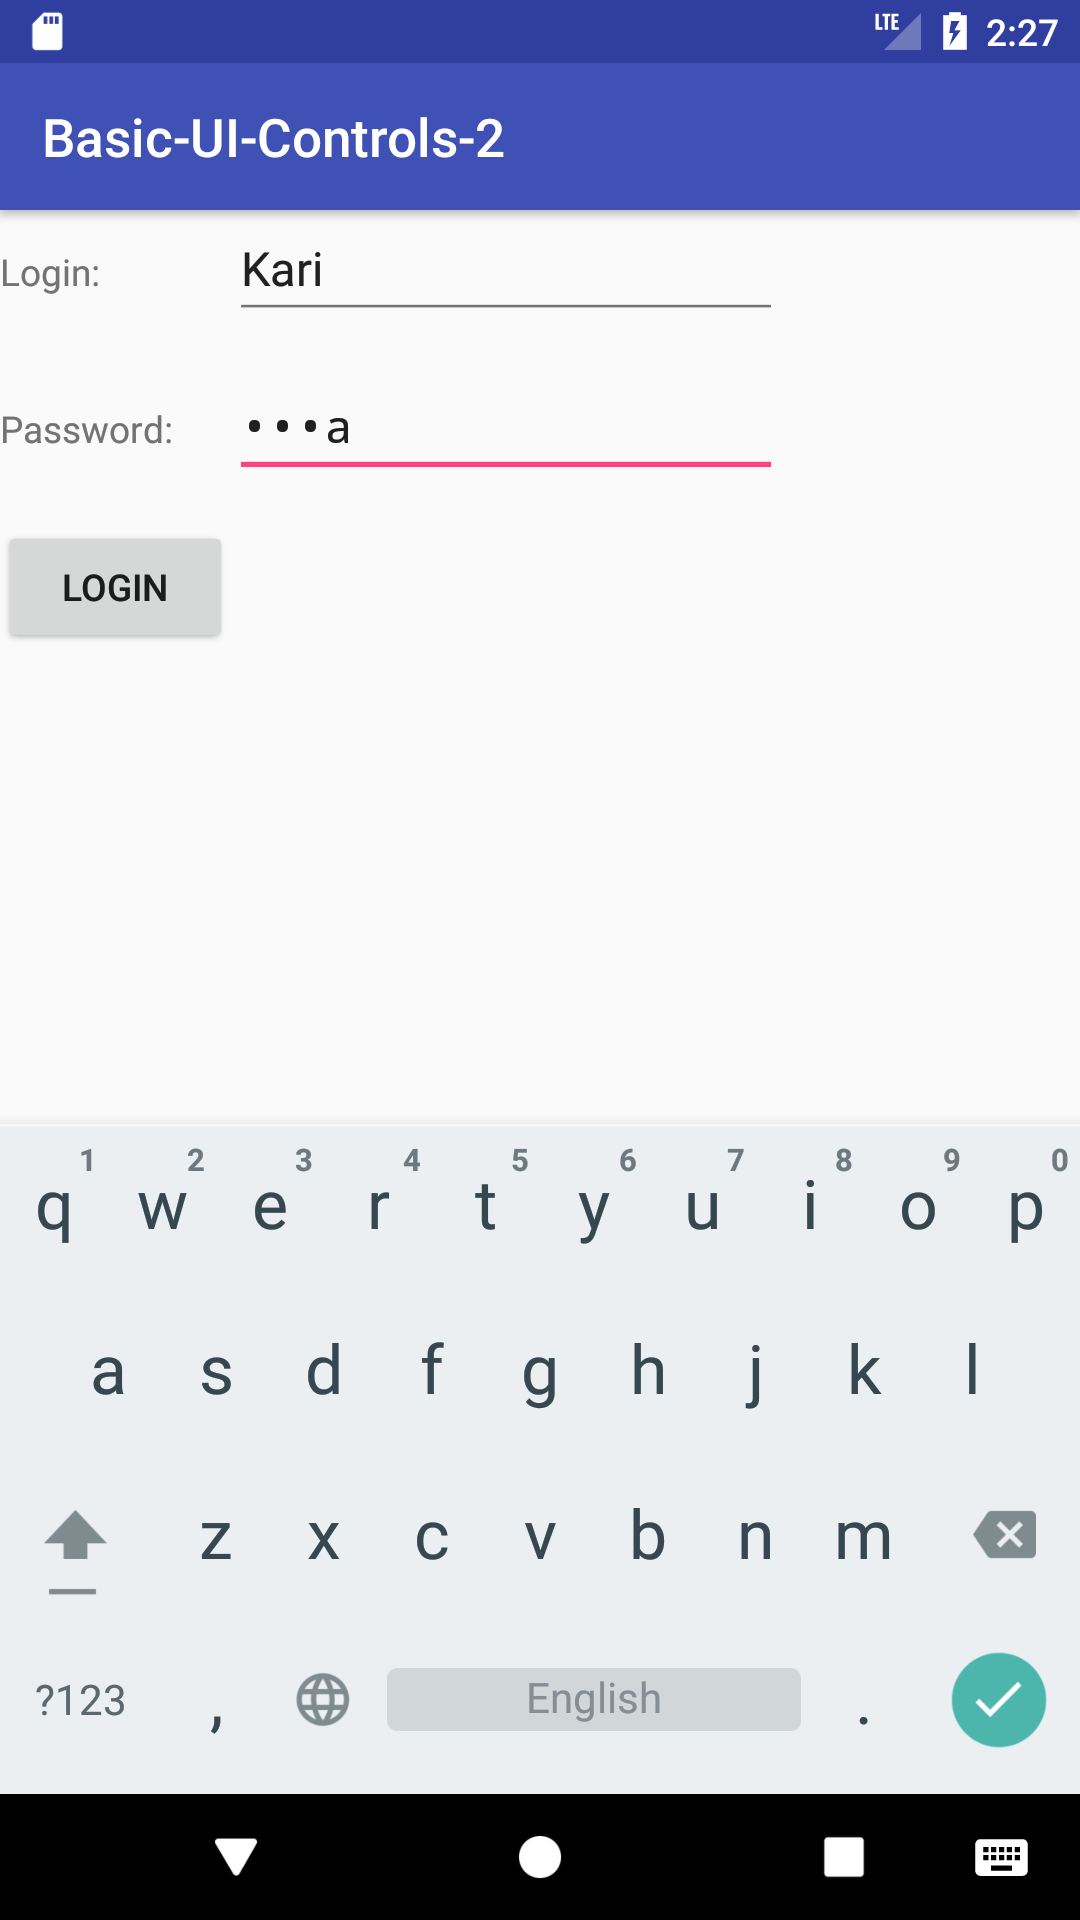 LTE 2:27
Basic-UI-Controls-2
Login: Kari
Password: •••a
LOGIN
1 2 3 4 5 6 7 8 9 0
q w e r t y u i o p
a s d f g h j k l
z x c v b n m
?123 , English .